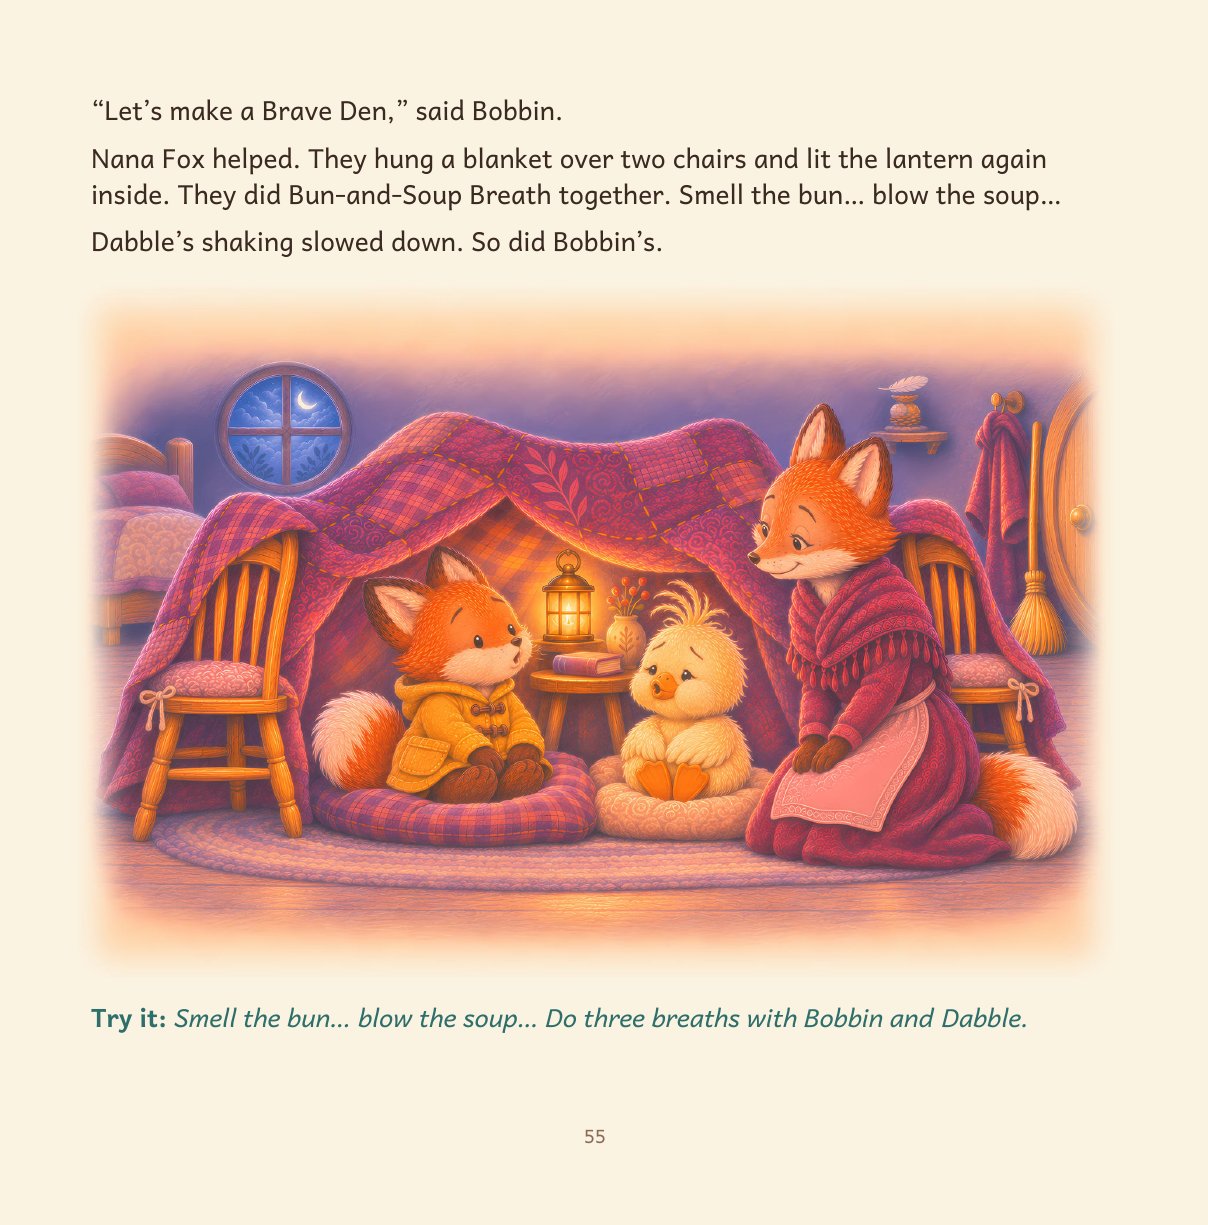 “Let’s make a Brave Den,” said Bobbin.
Nana Fox helped. They hung a blanket over two chairs and lit the lantern again
inside. They did Bun-and-Soup Breath together. Smell the bun... blow the soup...
Dabble’s shaking slowed down. So did Bobbin’s.
Try it: Smell the bun... blow the soup... Do three breaths with Bobbin and Dabble.
55